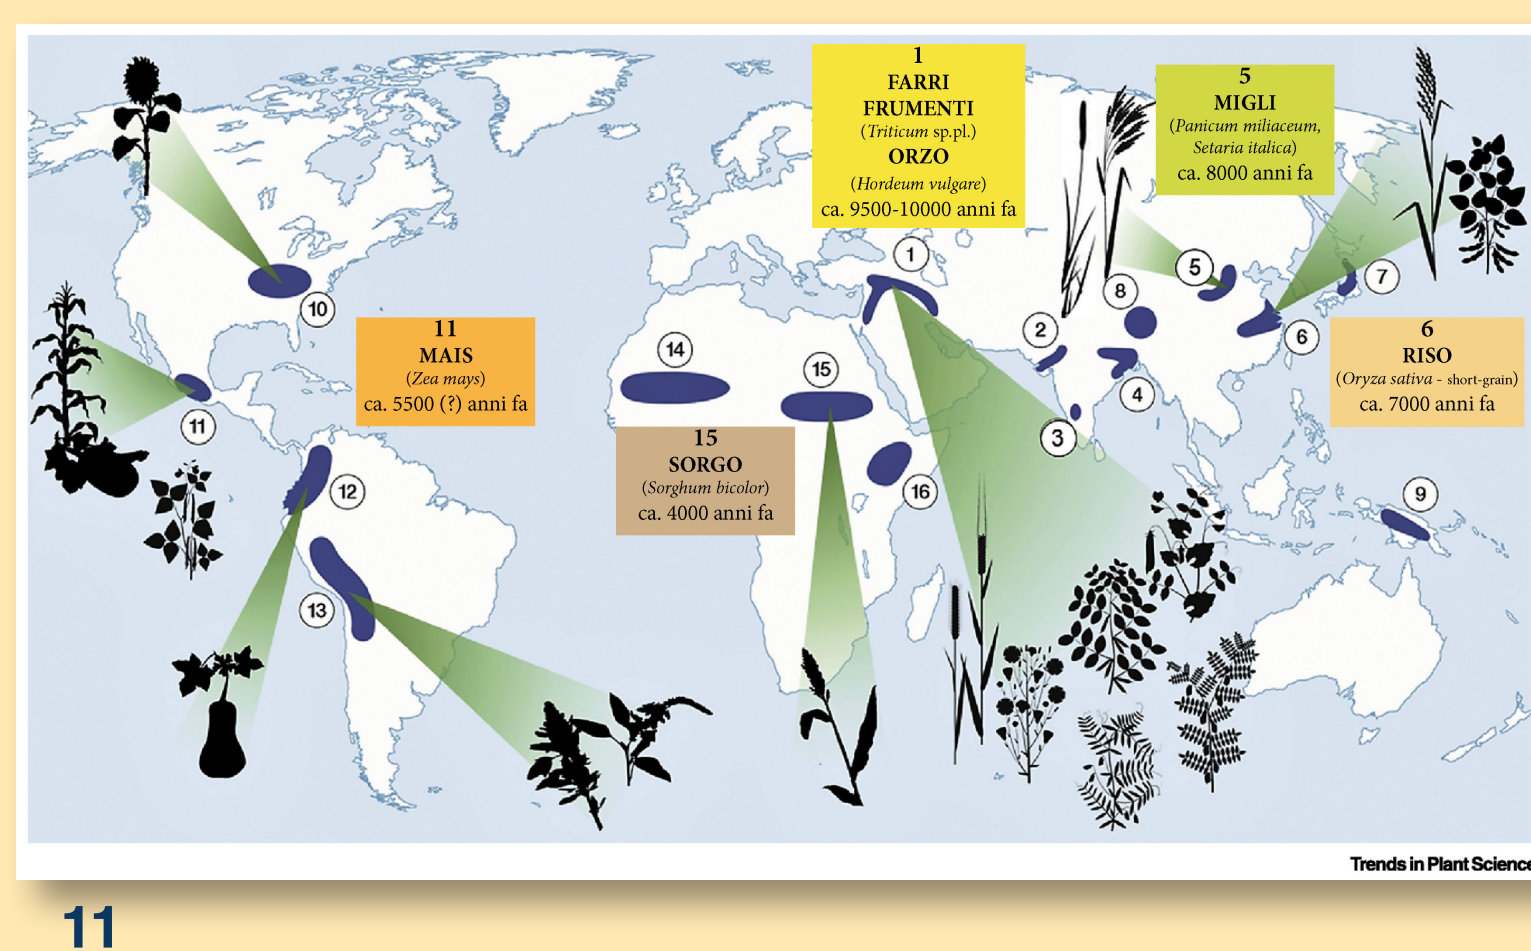 1
FARRI
FRUMENTI
(Triticum sp.pl.)
ORZO
(Hordeum vulgare)
ca. 9500-10000 anni fa
5
MIGLI
(Panicum miliaceum,
Setaria italica)
ca. 8000 anni fa
1
5
7
8
10
2
6
14
15
4
11
MAIS
(Zea mays)
ca. 5500 (?) anni fa
6
RISO
(Oryza sativa - short-grain)
ca. 7000 anni fa
11
3
15
SORGO
(Sorghum bicolor)
ca. 4000 anni fa
12
16
9
13
Trends in Plant Science
11